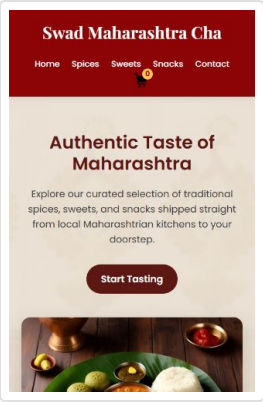 Swad Maharashtra Cha
Home Spices Sweets Snacks Contact
0
Authentic Taste of
Maharashtra
Explore our curated selection of traditional
spices, sweets, and snacks shipped straight
from local Maharashtrian kitchens to your
doorstep.
Start Tasting